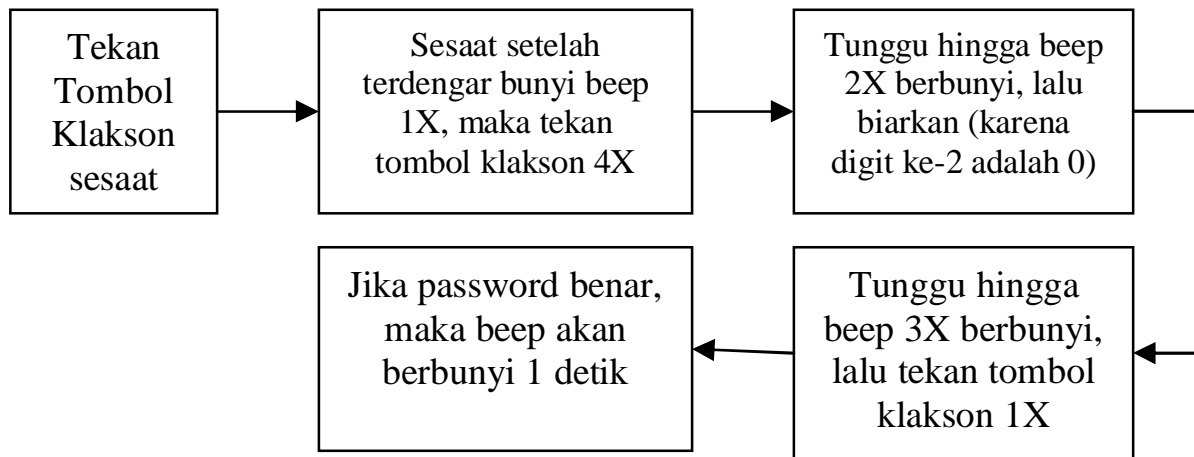 Tekan
Tombol
Klakson
sesaat
Sesaat setelah
terdengar bunyi beep
1X, maka tekan
tombol klakson 4X
Tunggu hingga beep
2X berbunyi, lalu
biarkan (karena
digit ke-2 adalah 0)
Tunggu hingga
beep 3X berbunyi,
lalu tekan tombol
klakson 1X
Jika password benar,
maka beep akan
berbunyi 1 detik